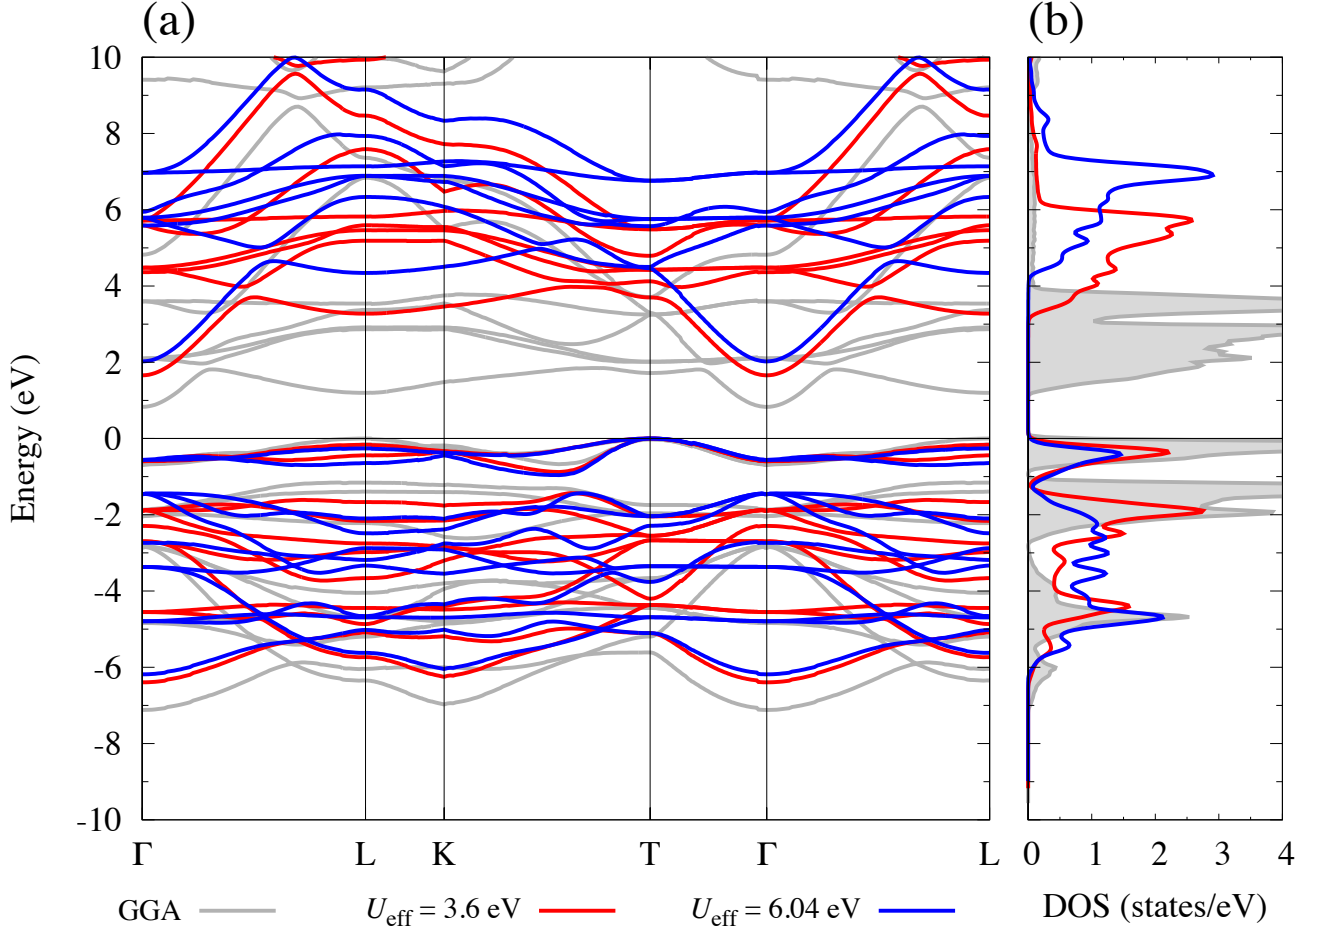 (a) (b)
10
8
6
4
2
0
-2
-4
-6
-8
-10
Energy (eV)
Γ L K T Γ L
0 1 2 3 4
DOS (states/eV)
GGA Ueff = 3.6 eV Ueff = 6.04 eV